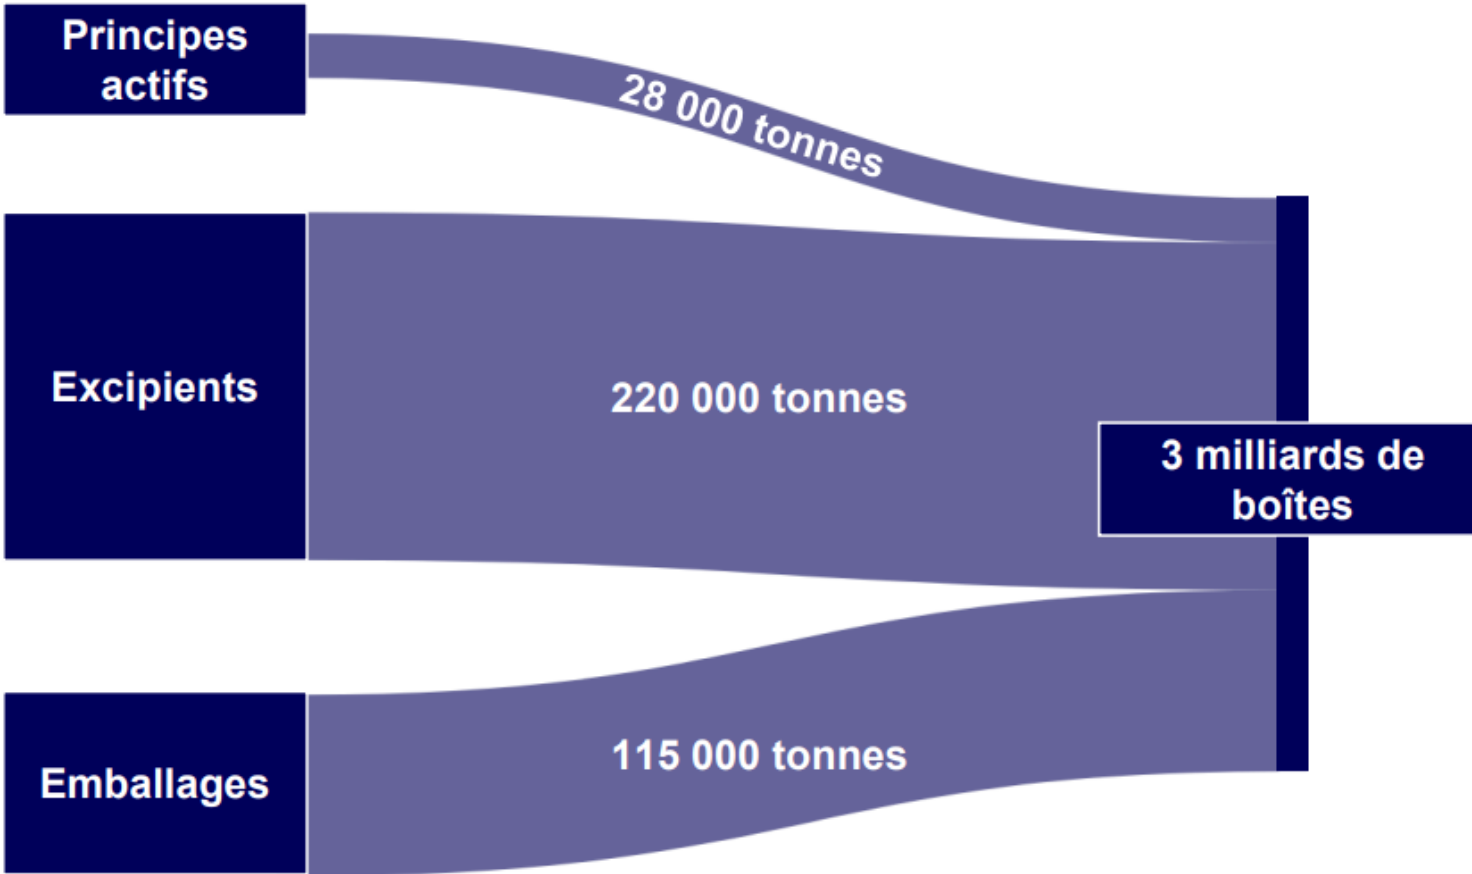 Principes
actifs
28 000 tonnes
Excipients
220 000 tonnes
3 milliards de
boîtes
Emballages
115 000 tonnes